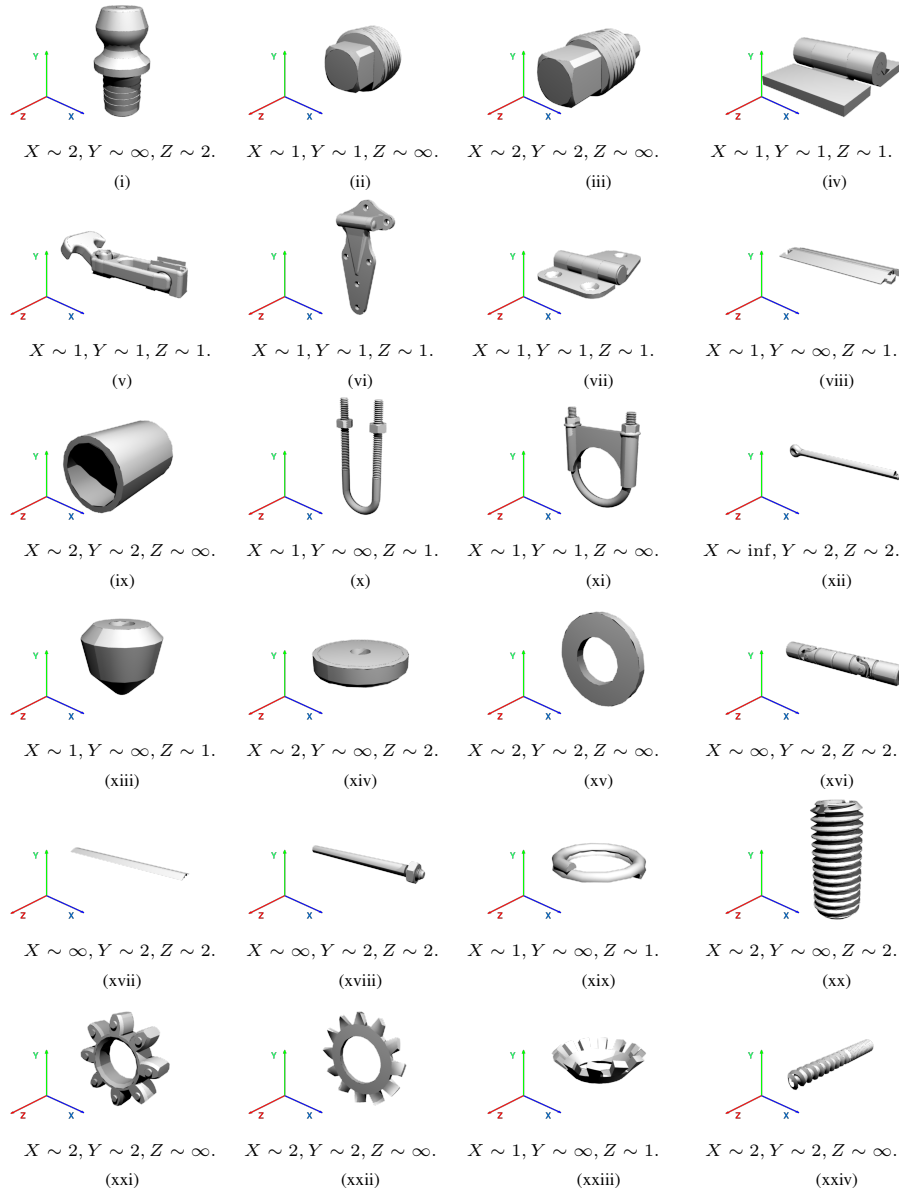 Y Z X Y Z X Y Z X Y Z X
X ∼ 2, Y ∼ ∞, Z ∼ 2. X ∼ 1, Y ∼ 1, Z ∼ ∞. X ∼ 2, Y ∼ 2, Z ∼ ∞. X ∼ 1, Y ∼ 1, Z ∼ 1.
(i) (ii) (iii) (iv)
Y Z X Y Z X Y Z X Y Z X
X ∼ 1, Y ∼ 1, Z ∼ 1. X ∼ 1, Y ∼ 1, Z ∼ 1. X ∼ 1, Y ∼ 1, Z ∼ 1. X ∼ 1, Y ∼ ∞, Z ∼ 1.
(v) (vi) (vii) (viii)
Y Z X Y Z X Y Z X Y Z X
X ∼ 2, Y ∼ 2, Z ∼ ∞. X ∼ 1, Y ∼ ∞, Z ∼ 1. X ∼ 1, Y ∼ 1, Z ∼ ∞. X ∼ inf, Y ∼ 2, Z ∼ 2.
(ix) (x) (xi) (xii)
Y Z X Y Z X Y Z X Y Z X
X ∼ 1, Y ∼ ∞, Z ∼ 1. X ∼ 2, Y ∼ ∞, Z ∼ 2. X ∼ 2, Y ∼ 2, Z ∼ ∞. X ∼ ∞, Y ∼ 2, Z ∼ 2.
(xiii) (xiv) (xv) (xvi)
Y Z X Y Z X Y Z X Y Z X
X ∼ ∞, Y ∼ 2, Z ∼ 2. X ∼ ∞, Y ∼ 2, Z ∼ 2. X ∼ 1, Y ∼ ∞, Z ∼ 1. X ∼ 2, Y ∼ ∞, Z ∼ 2.
(xvii) (xviii) (xix) (xx)
Y Z X Y Z X Y Z X Y Z X
X ∼ 2, Y ∼ 2, Z ∼ ∞. X ∼ 2, Y ∼ 2, Z ∼ ∞. X ∼ 1, Y ∼ ∞, Z ∼ 1. X ∼ 2, Y ∼ 2, Z ∼ ∞.
(xxi) (xxii) (xxiii) (xxiv)